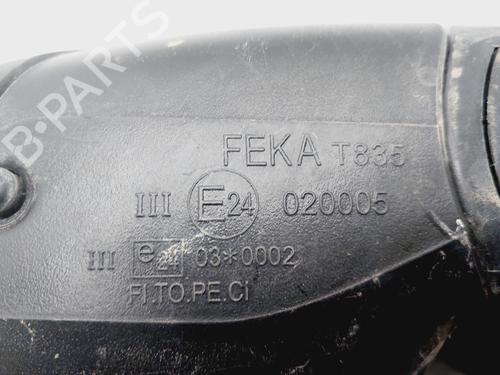 B-PARTS
FEKA T835
III E24 020005
III e24 03*0002
FI.TO.PE.Ci